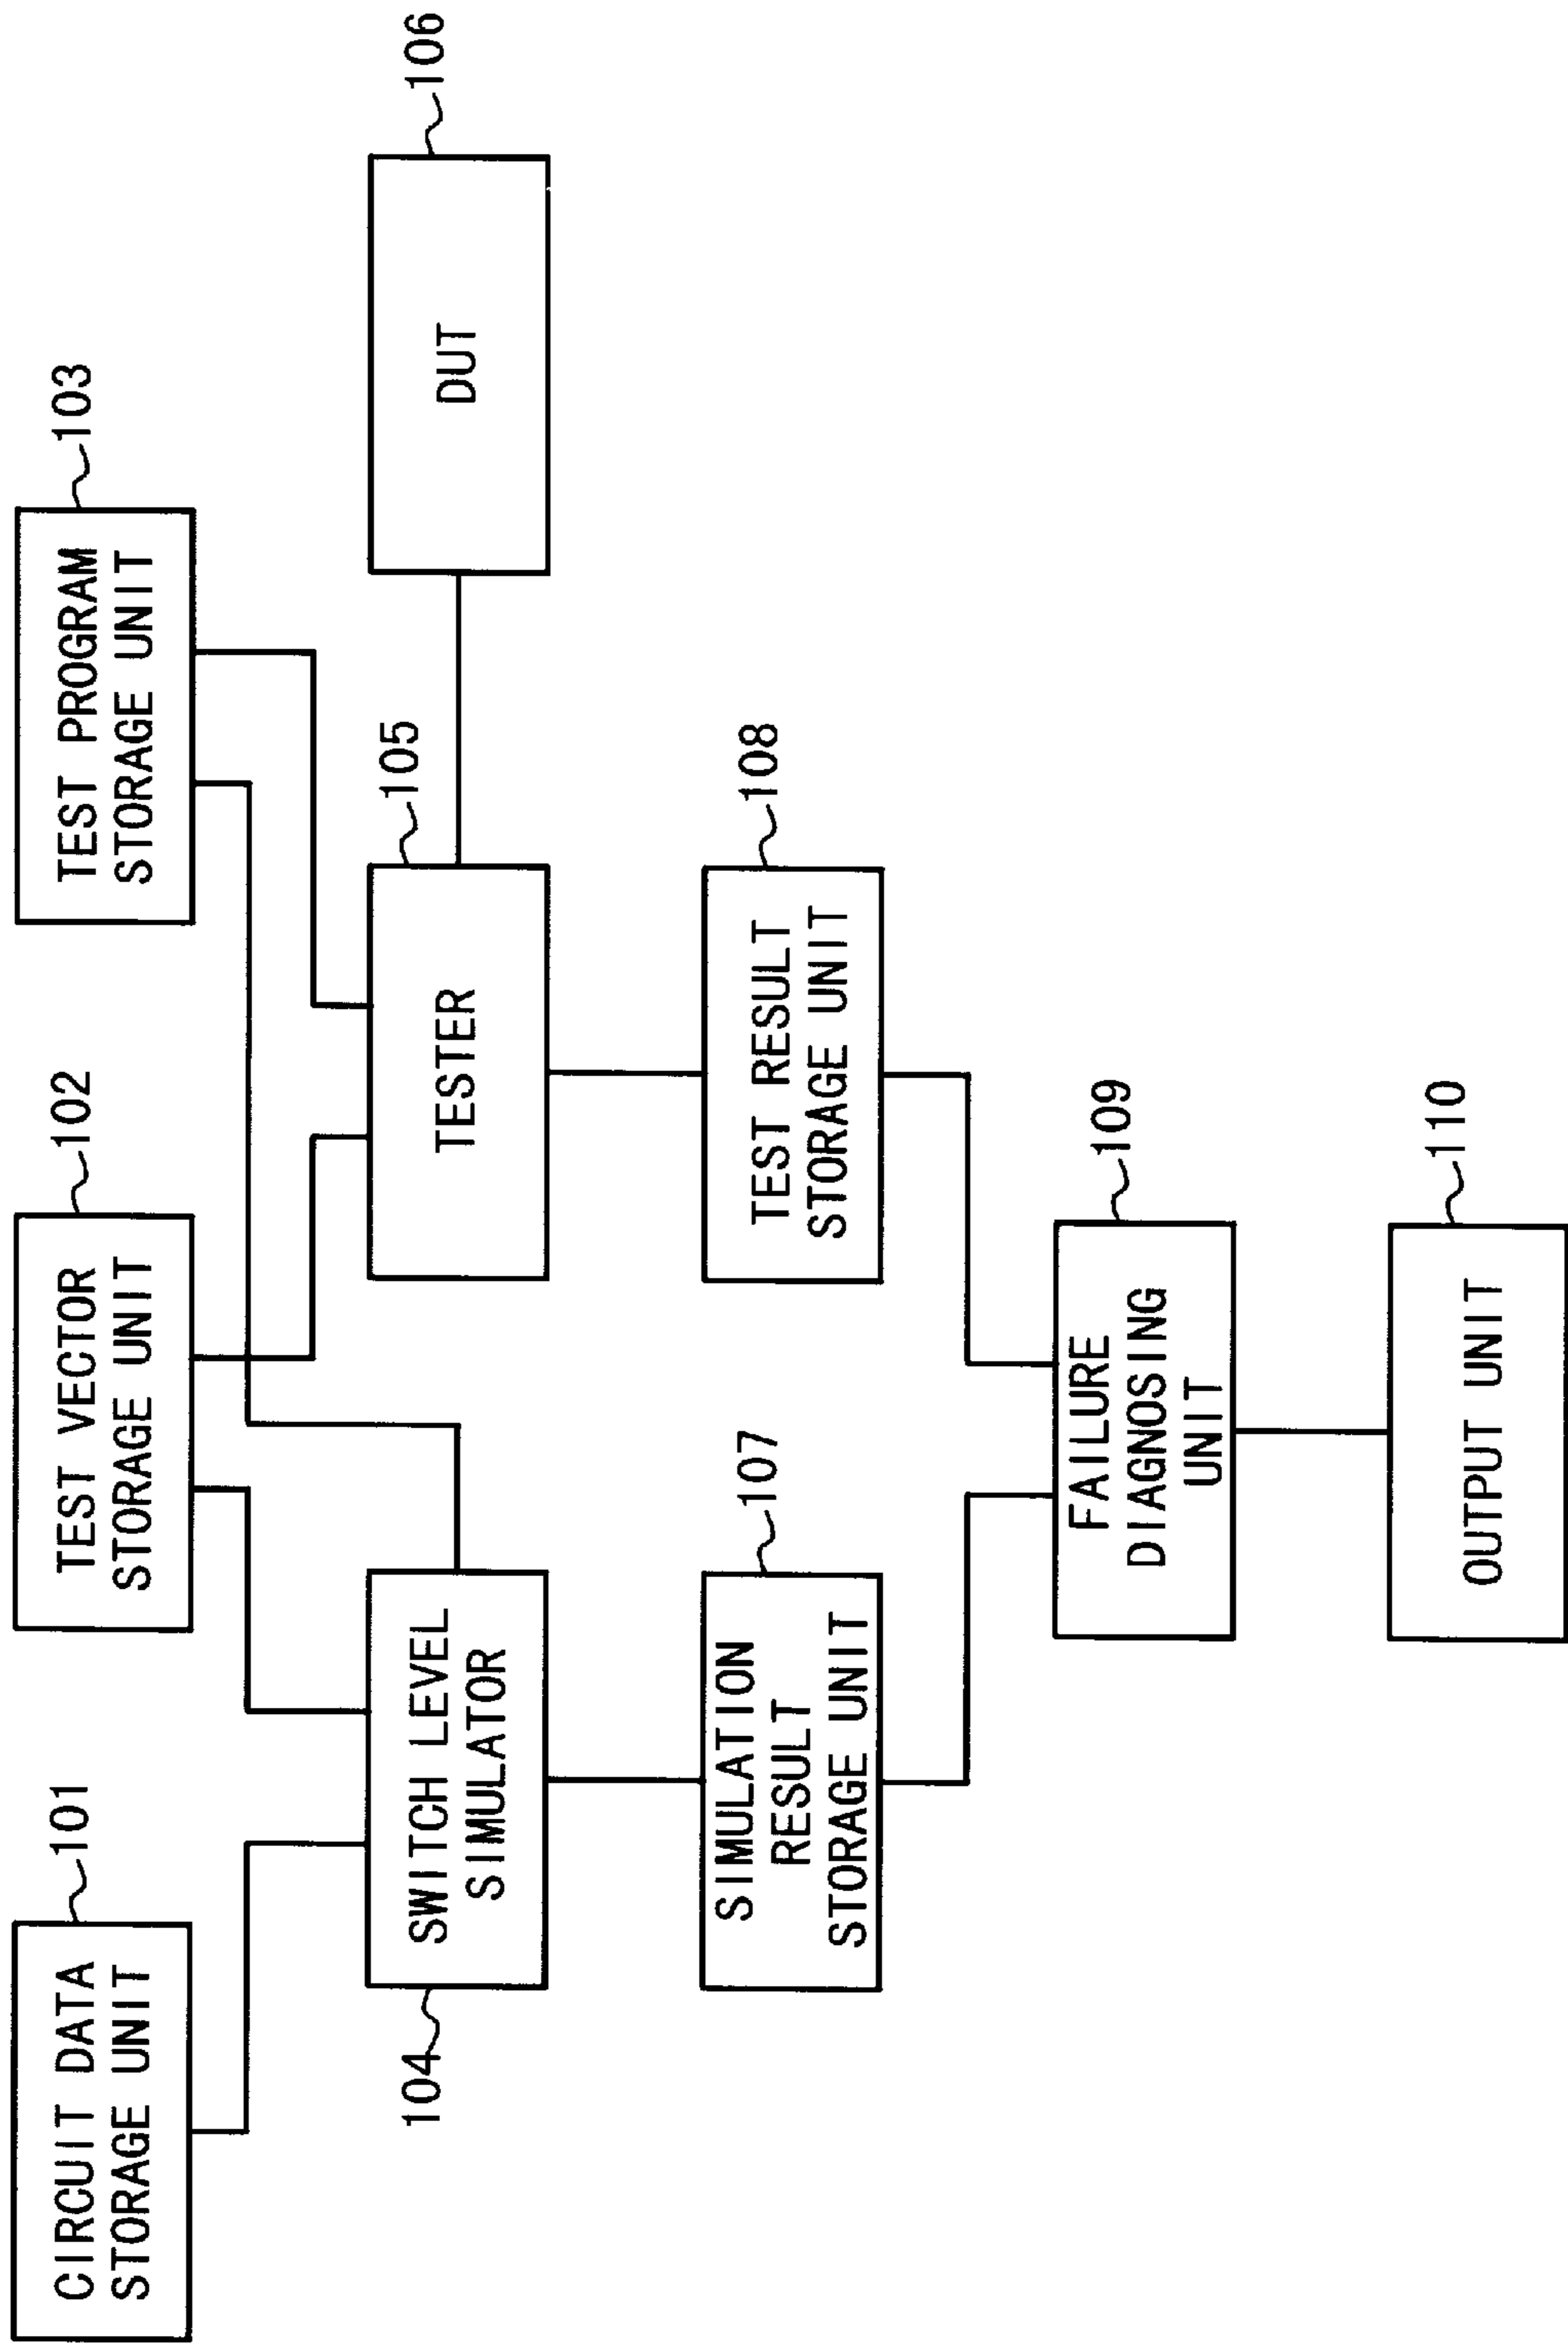 101
CIRCUIT DATA
STORAGE UNIT
102
TEST VECTOR
STORAGE UNIT
103
TEST PROGRAM
STORAGE UNIT
104
SWITCH LEVEL
SIMULATOR
105
TESTER
106
DUT
107
SIMULATION
RESULT
STORAGE UNIT
108
TEST RESULT
STORAGE UNIT
109
FAILURE
DIAGNOSING
UNIT
110
OUTPUT UNIT